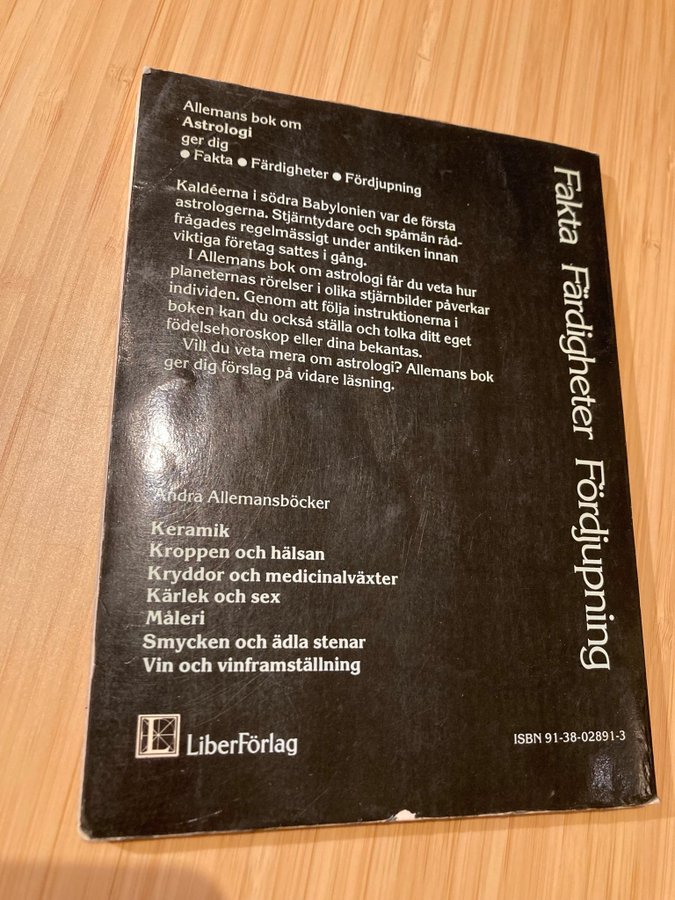 Allemans bok om
Astrologi
ger dig
● Fakta ● Färdigheter ● Fördjupning
Kaldéerna i södra Babylonien var de första
astrologerna. Stjärntydare och spåmän råd-
frågades regelmässigt under antiken innan
viktiga företag sattes i gång.
I Allemans bok om astrologi får du veta hur
planeternas rörelser i olika stjärnbilder påverkar
individen. Genom att följa instruktionerna i
boken kan du också ställa och tolka ditt eget
födelsehoroskop eller dina bekantas.
Vill du veta mera om astrologi? Allemans bok
ger dig förslag på vidare läsning.
Andra Allemansböcker
Keramik
Kroppen och hälsan
Kryddor och medicinalväxter
Kärlek och sex
Måleri
Smycken och ädla stenar
Vin och vinframställning
L LiberFörlag
ISBN 91-38-02891-3
Fakta Färdigheter Fördjupning